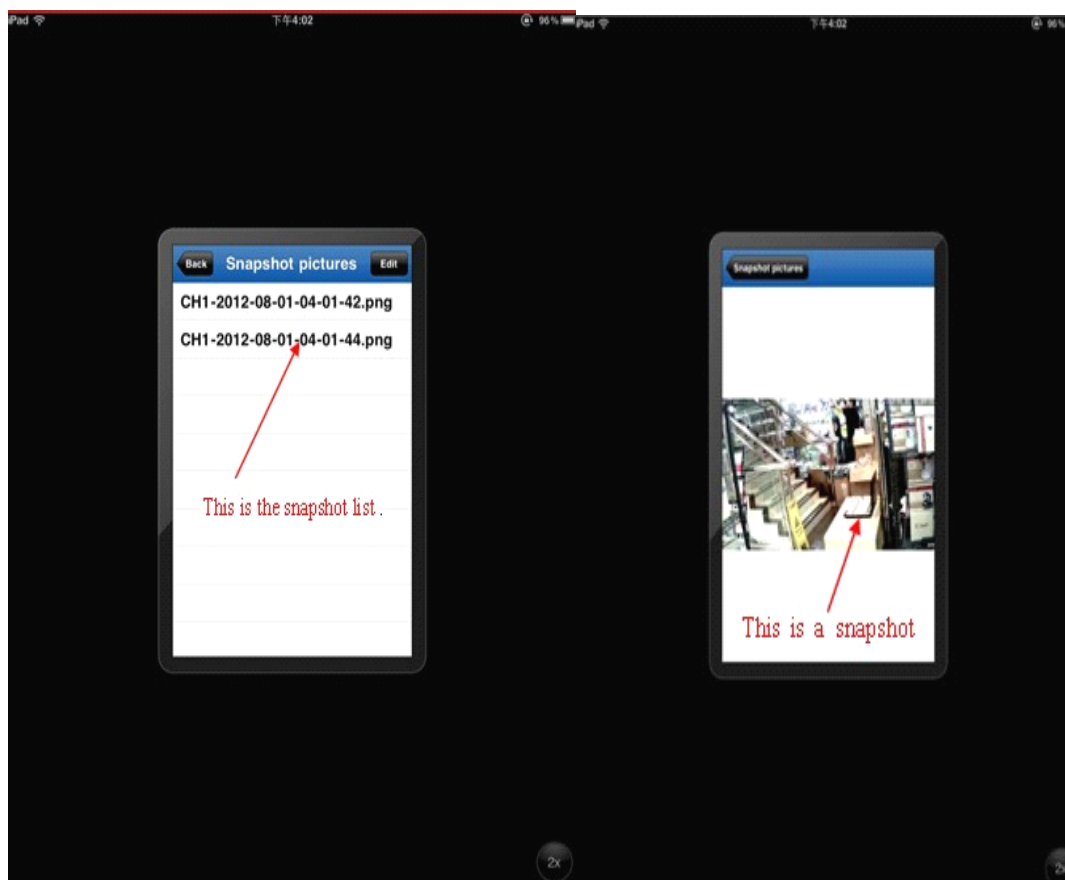 iPad 下午4:02 96%
Back Snapshot pictures Edit
CH1-2012-08-01-04-01-42.png
CH1-2012-08-01-04-01-44.png
This is the snapshot list .
2x
iPad 下午4:02 96%
Snapshot pictures
This is a snapshot
2x